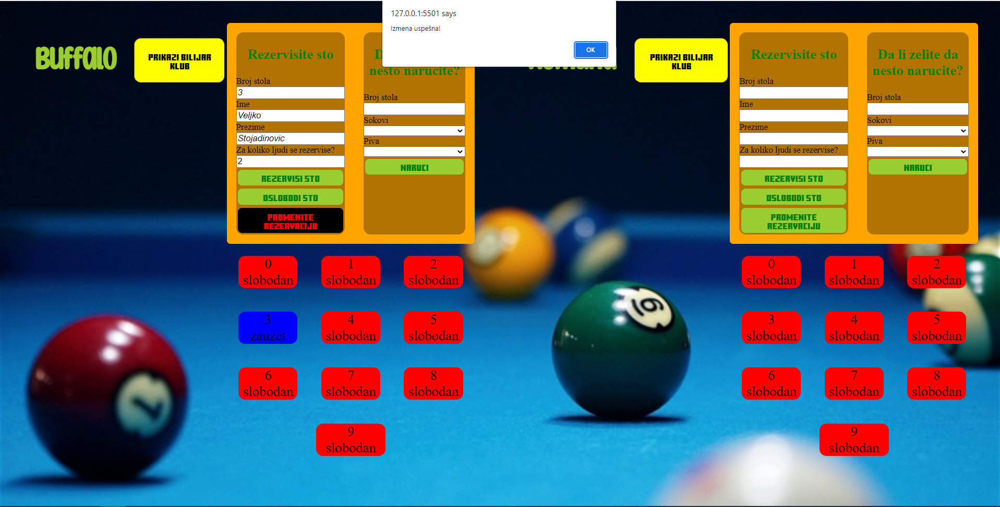 127.0.0.1:5501 says
Izmena uspešna!
OK
Buffalo
PRIKAZI BILIJAR
KLUB
Rezervisite sto
Broj stola
3
Ime
Veljko
Prezime
Stojadinovic
Za koliko ljudi se rezervise?
2
REZERVISI STO
OSLOBODI STO
PROMENITE
REZERVACIJU
nesto narucite?
Broj stola
Sokovi
Piva
NARUCI
0
slobodan
1
slobodan
2
slobodan
3
zauzet
4
slobodan
5
slobodan
6
slobodan
7
slobodan
8
slobodan
9
slobodan
PRIKAZI BILIJAR
KLUB
Rezervisite sto
Broj stola
Ime
Prezime
Za koliko ljudi se rezervise?
REZERVISI STO
OSLOBODI STO
PROMENITE
REZERVACIJU
Da li zelite da
nesto narucite?
Broj stola
Sokovi
Piva
NARUCI
0
slobodan
1
slobodan
2
slobodan
3
slobodan
4
slobodan
5
slobodan
6
slobodan
7
slobodan
8
slobodan
9
slobodan
7
6